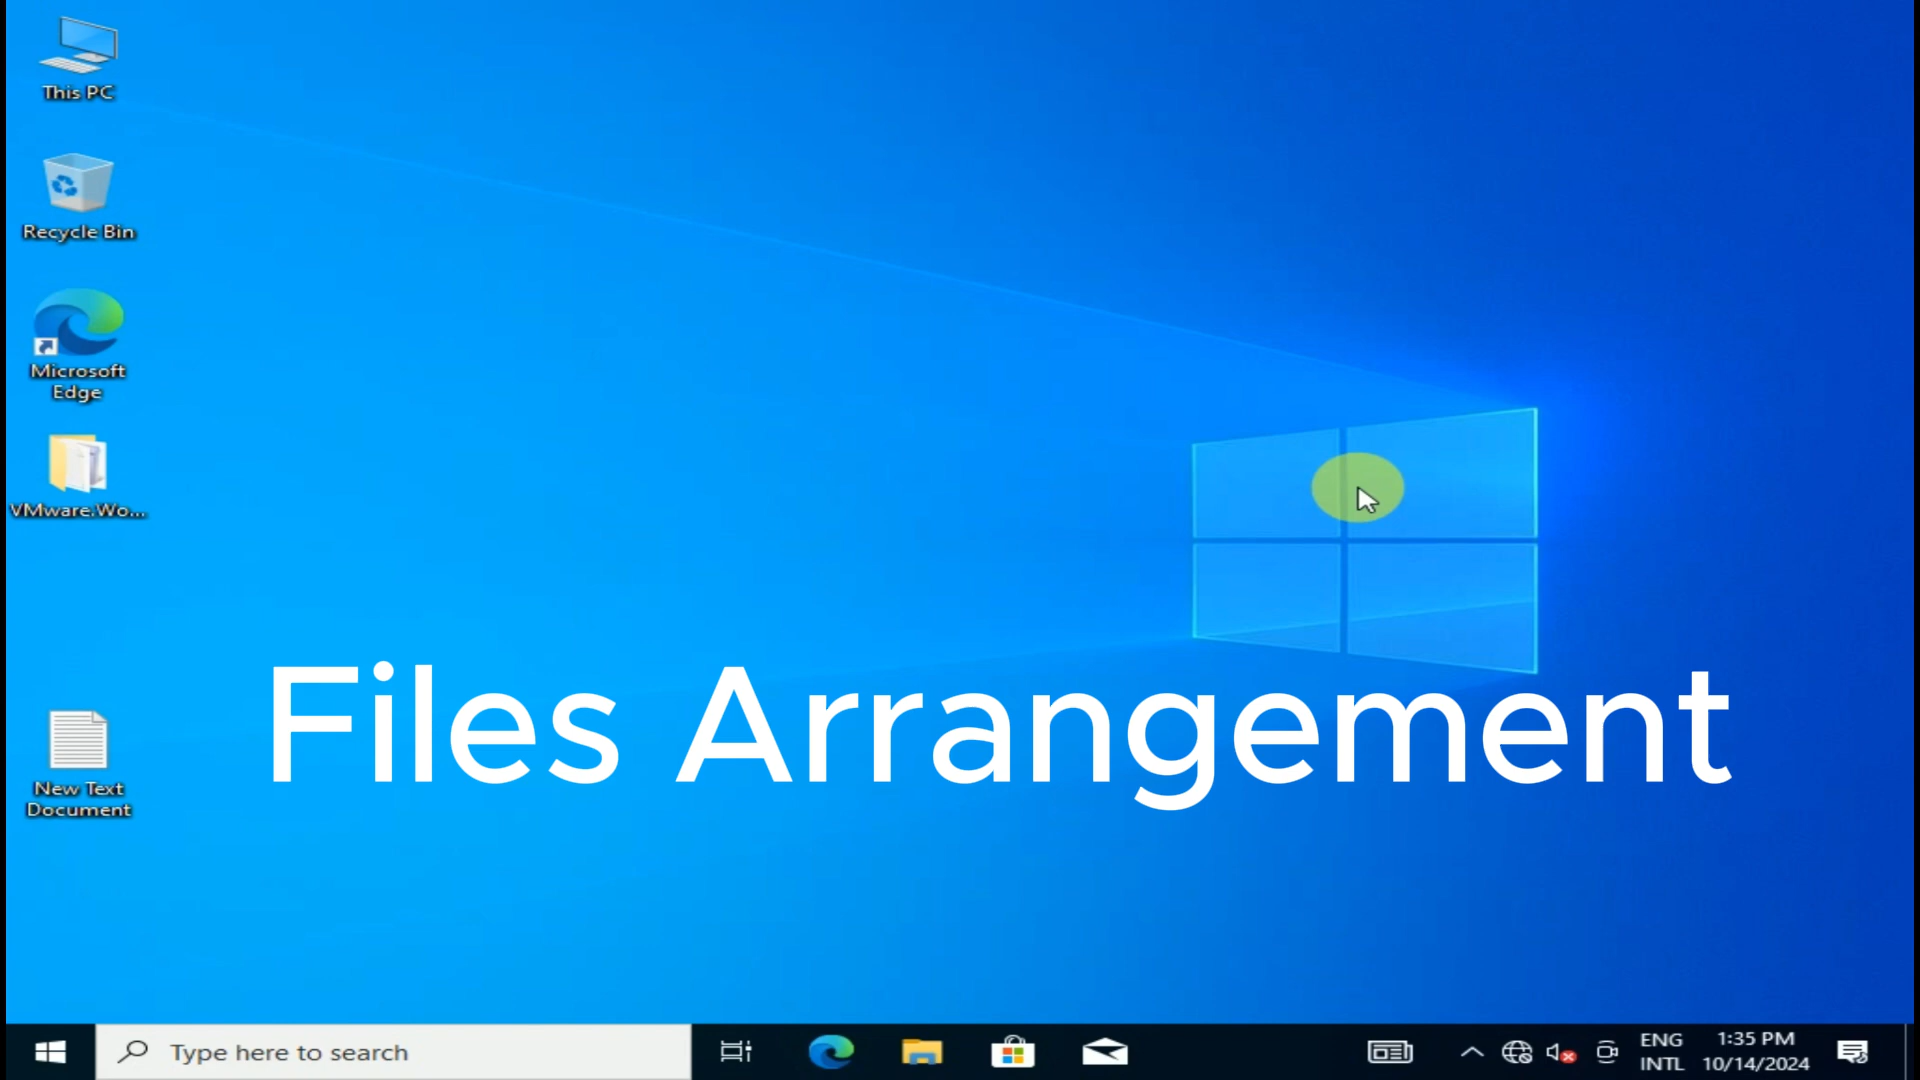 This PC
Recycle Bin
Microsoft
Edge
VMware.Wo...
New Text
Document
Files Arrangement
Type here to search
ENG
INTL
1:35 PM
10/14/2024